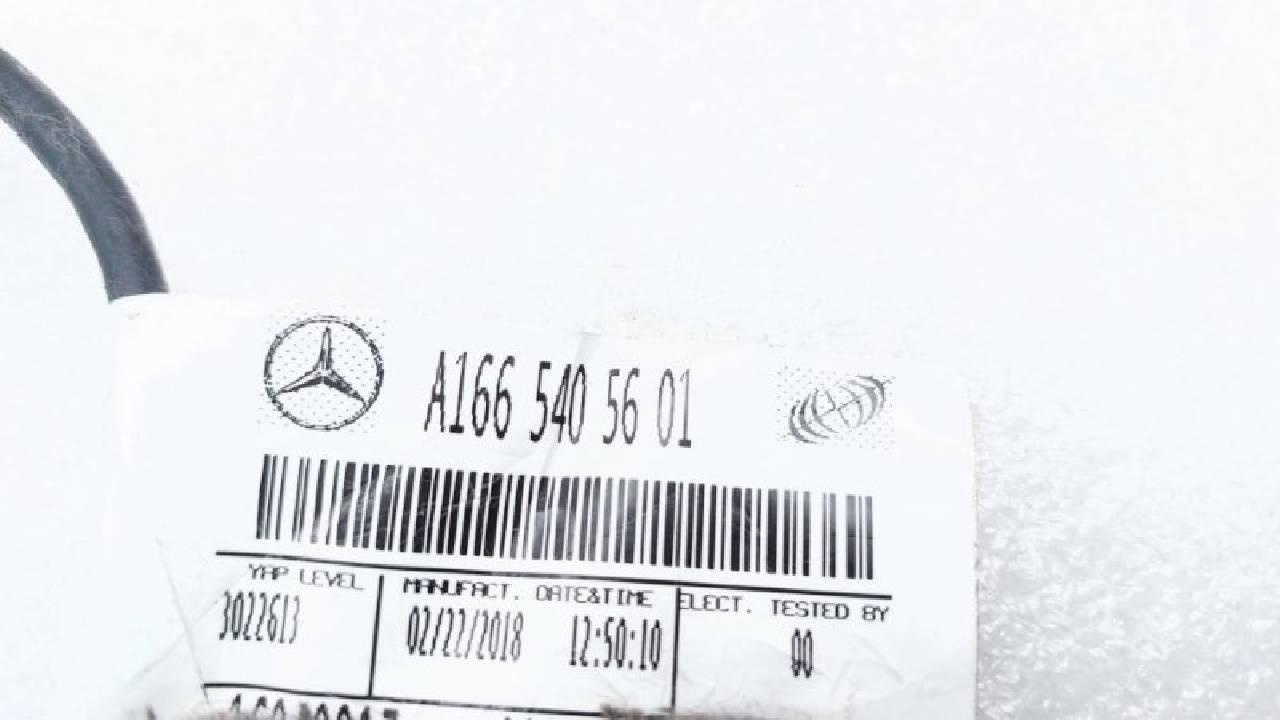 A166 540 56 01
YAP LEVEL
MANUFACT. DATE&TIME
ELECT. TESTED BY
3022613
02/22/2018 12:50:10
00